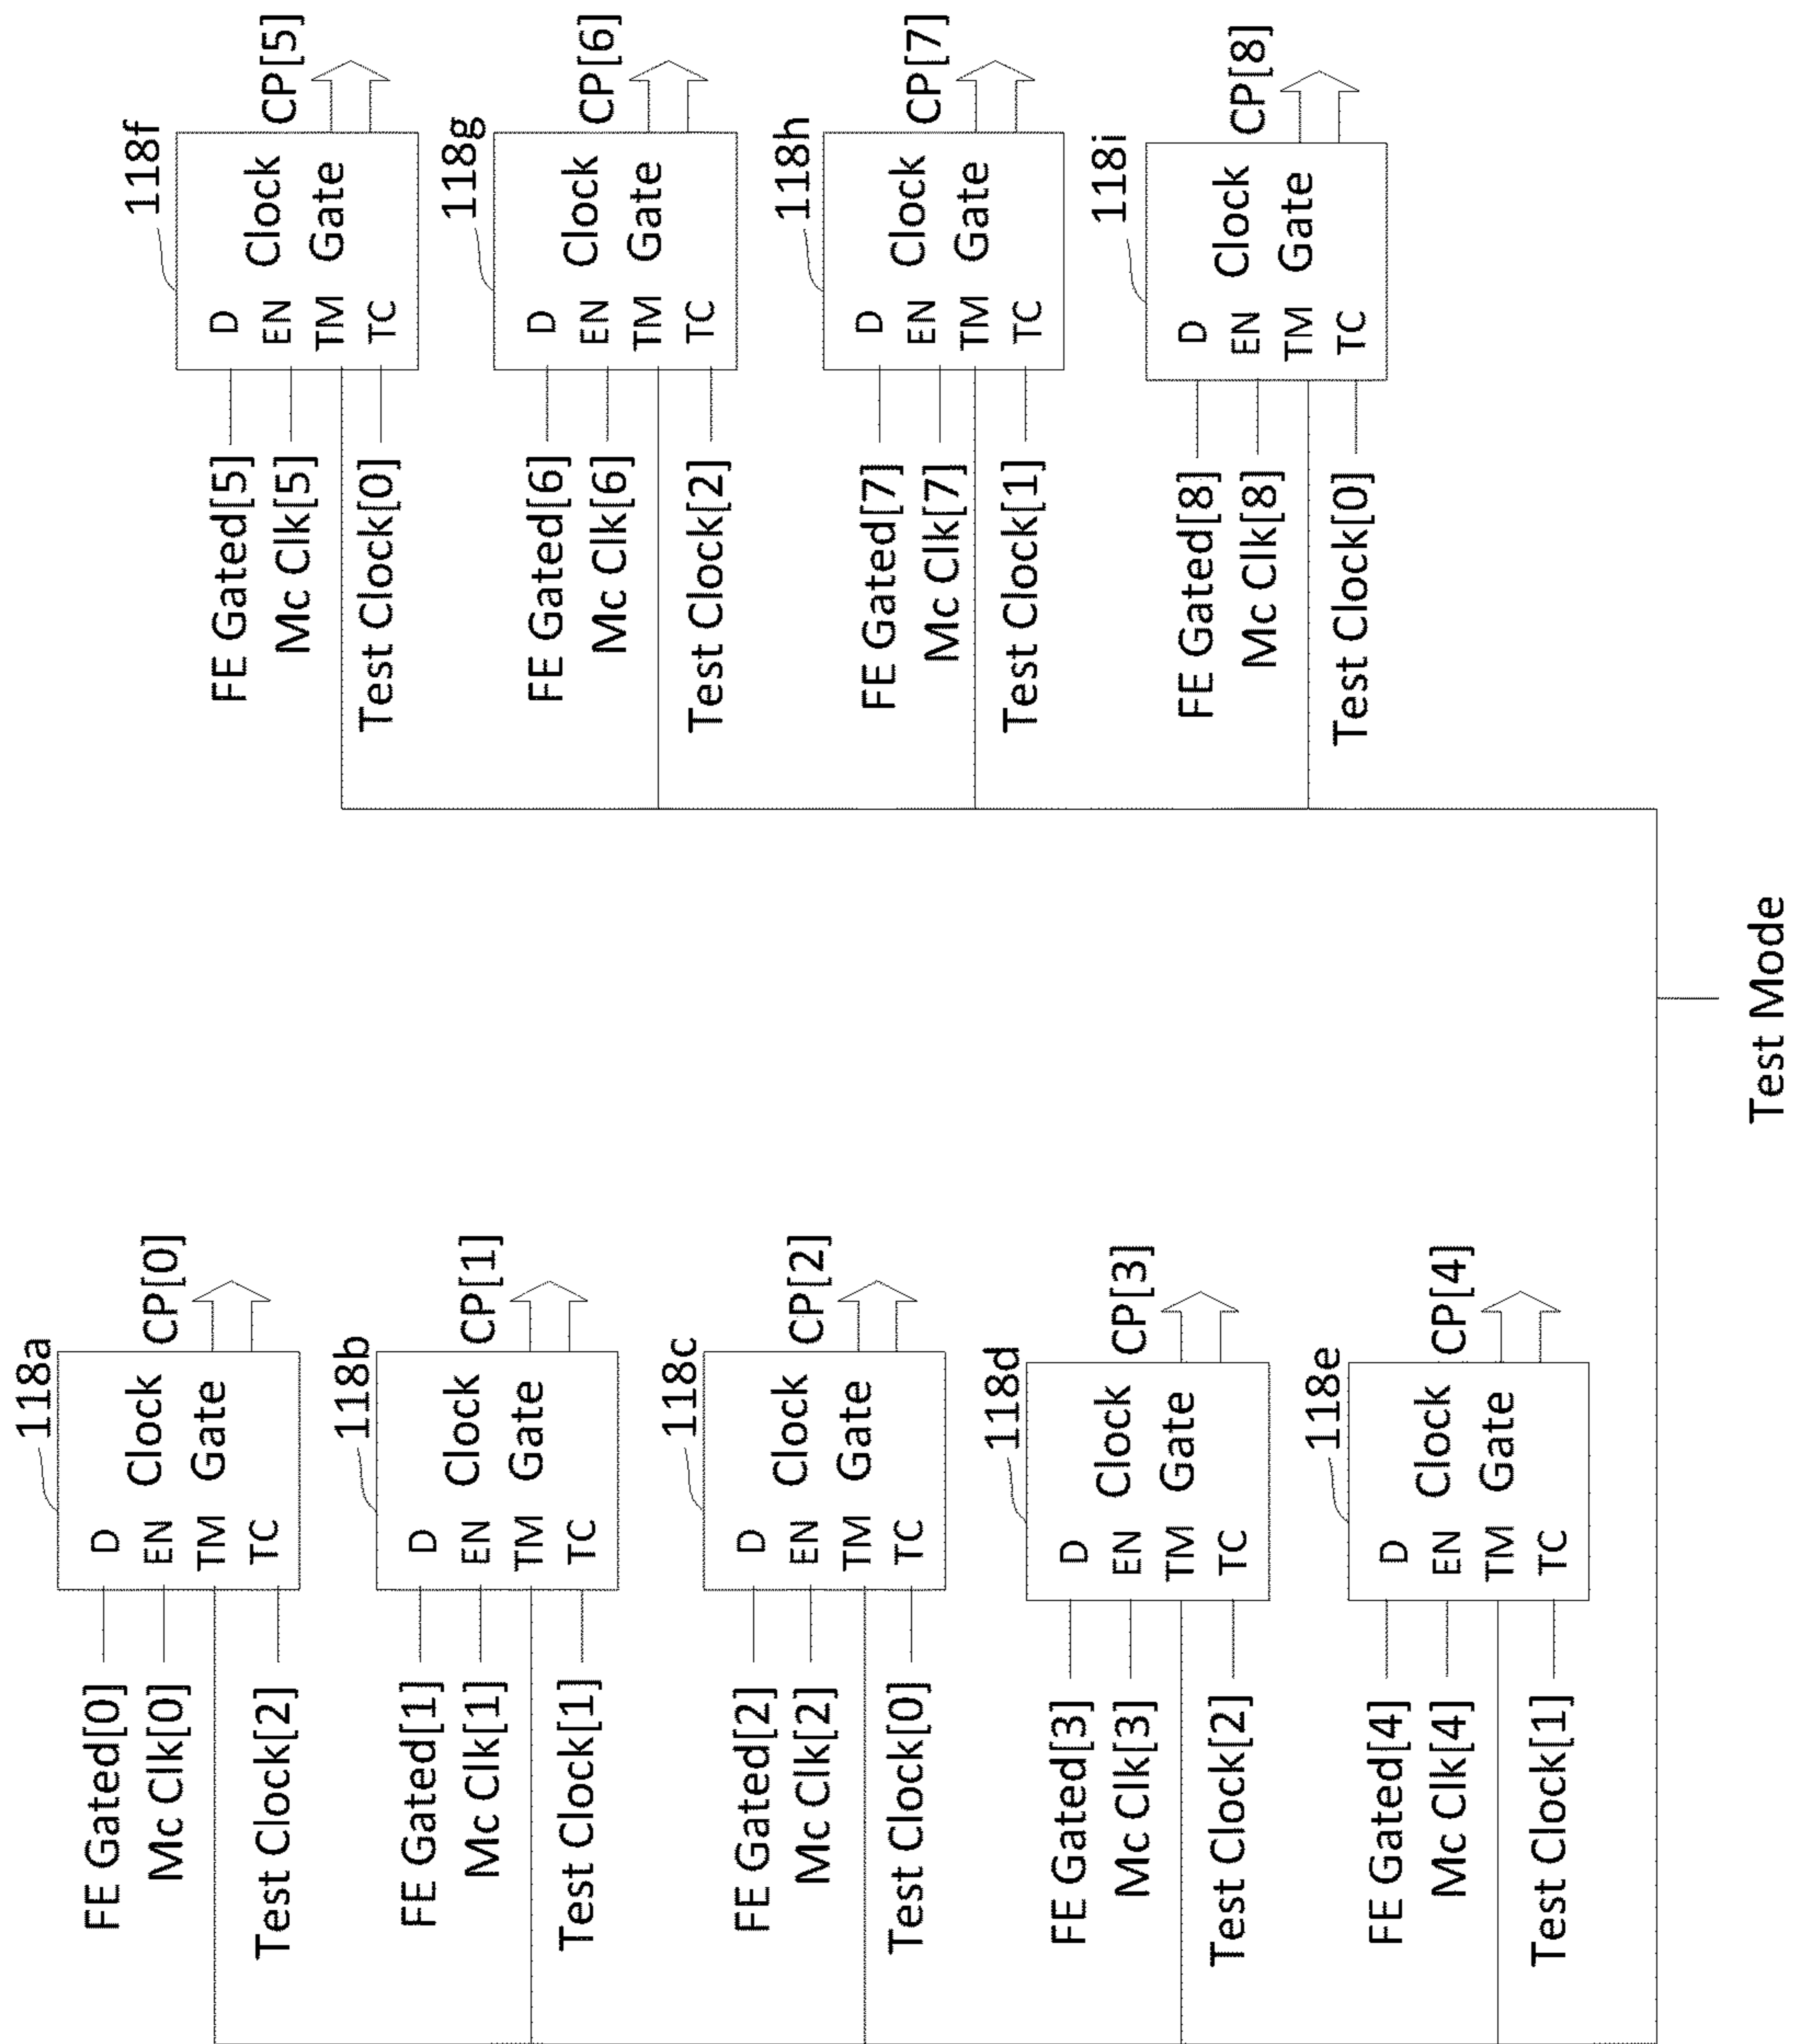 118a
FE Gated[0]
D
Mc Clk[0]
EN
Clock
CP[0]
TM
Gate
Test Clock[2]
TC
118b
FE Gated[1]
D
Mc Clk[1]
EN
Clock
CP[1]
TM
Gate
Test Clock[1]
TC
118c
FE Gated[2]
D
Mc Clk[2]
EN
Clock
CP[2]
TM
Gate
Test Clock[0]
TC
118d
FE Gated[3]
D
Mc Clk[3]
EN
Clock
CP[3]
TM
Gate
Test Clock[2]
TC
118e
FE Gated[4]
D
Mc Clk[4]
EN
Clock
CP[4]
TM
Gate
Test Clock[1]
TC
118f
FE Gated[5]
D
Mc Clk[5]
EN
Clock
CP[5]
TM
Gate
Test Clock[0]
TC
118g
FE Gated[6]
D
Mc Clk[6]
EN
Clock
CP[6]
TM
Gate
Test Clock[2]
TC
118h
FE Gated[7]
D
Mc Clk[7]
EN
Clock
CP[7]
TM
Gate
Test Clock[1]
TC
118i
FE Gated[8]
D
Mc Clk[8]
EN
Clock
CP[8]
TM
Gate
Test Clock[0]
TC
Test Mode